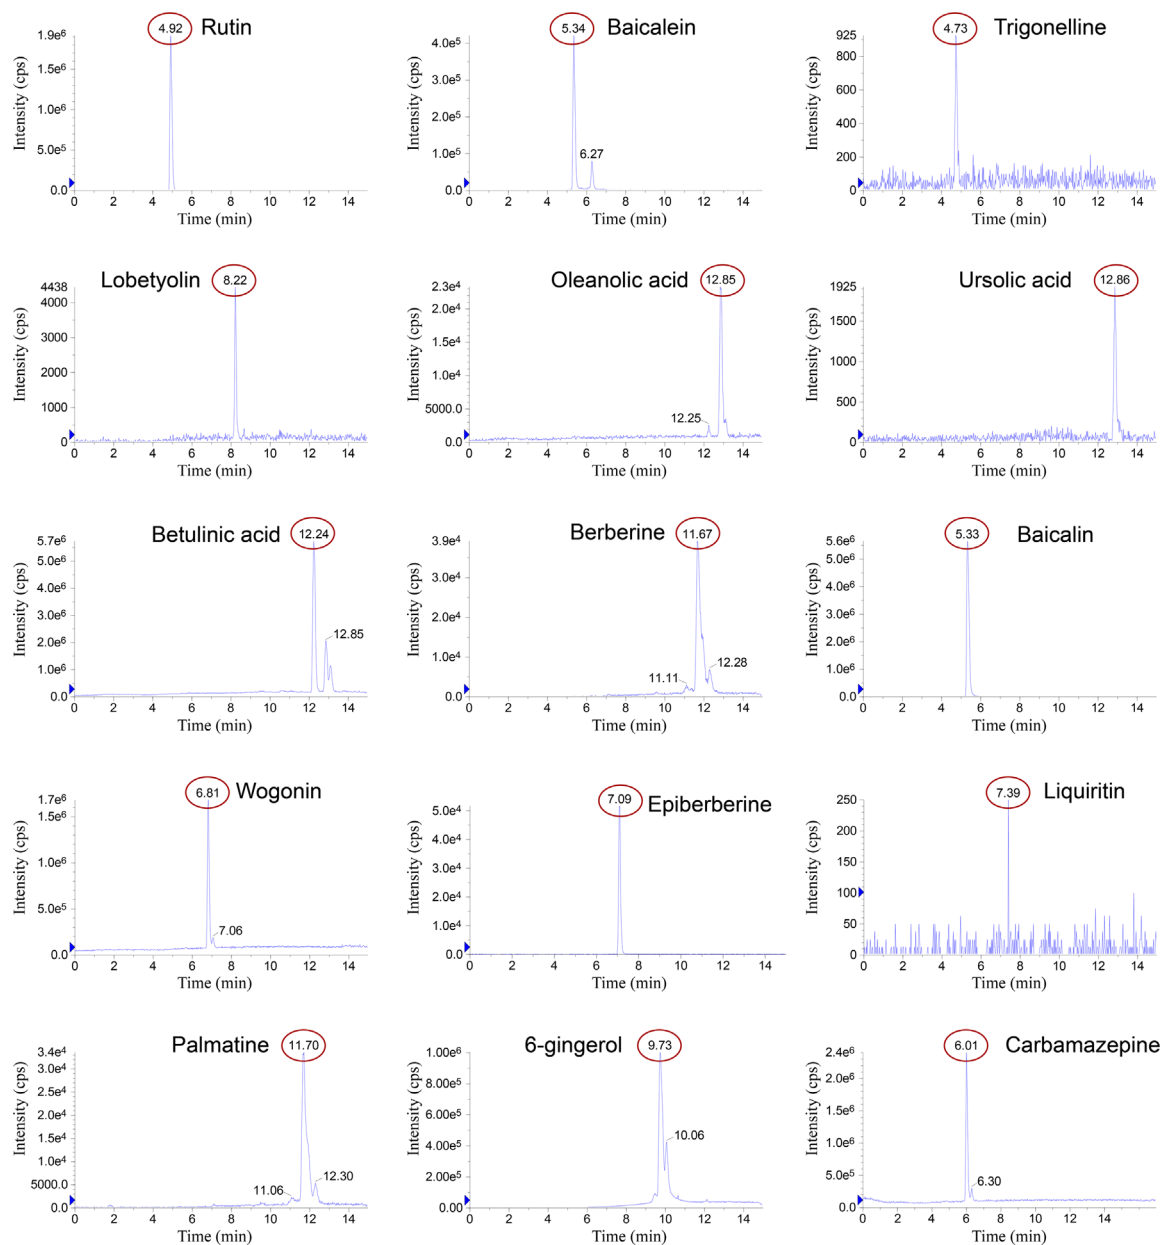 4.92 Rutin
1.9e6
1.5e6
1.0e6
5.0e5
0.0
Intensity (cps)
0 2 4 6 8 10 12 14
Time (min)
5.34 Baicalein
4.0e5
3.0e5
2.0e5
1.0e5
0.0
6.27
Intensity (cps)
0 2 4 6 8 10 12 14
Time (min)
4.73 Trigonelline
925
800
600
400
200
0
Intensity (cps)
0 2 4 6 8 10 12 14
Time (min)
Lobetyolin 8.22
4438
4000
3000
2000
1000
0
Intensity (cps)
0 2 4 6 8 10 12 14
Time (min)
Oleanolic acid 12.85
2.3e4
2.0e4
1.5e4
1.0e4
5000.0
0.0
12.25
Intensity (cps)
0 2 4 6 8 10 12 14
Time (min)
Ursolic acid 12.86
1925
1500
1000
500
0
Intensity (cps)
0 2 4 6 8 10 12 14
Time (min)
Betulinic acid 12.24
5.7e6
5.0e6
4.0e6
3.0e6
2.0e6
1.0e6
0.0
12.85
Intensity (cps)
0 2 4 6 8 10 12 14
Time (min)
Berberine 11.67
3.9e4
3.0e4
2.0e4
1.0e4
0.0
11.11
12.28
Intensity (cps)
0 2 4 6 8 10 12 14
Time (min)
5.33 Baicalin
5.6e6
5.0e6
4.0e6
3.0e6
2.0e6
1.0e6
0.0
Intensity (cps)
0 2 4 6 8 10 12 14
Time (min)
6.81 Wogonin
1.7e6
1.5e6
1.0e6
5.0e5
0.0
7.06
Intensity (cps)
0 2 4 6 8 10 12 14
Time (min)
7.09 Epiberberine
5.0e4
4.0e4
3.0e4
2.0e4
1.0e4
0.0
Intensity (cps)
0 2 4 6 8 10 12 14
Time (min)
7.39 Liquiritin
250
200
150
100
50
0
Intensity (cps)
0 2 4 6 8 10 12 14
Time (min)
Palmatine 11.70
3.4e4
3.0e4
2.5e4
2.0e4
1.5e4
1.0e4
5000.0
0.0
11.06
12.30
Intensity (cps)
0 2 4 6 8 10 12 14
Time (min)
6-gingerol 9.73
1.00e6
8.00e5
6.00e5
4.00e5
2.00e5
0.00
10.06
Intensity (cps)
0 2 4 6 8 10 12 14
Time (min)
6.01 Carbamazepine
2.4e6
2.0e6
1.5e6
1.0e6
5.0e5
0.0
6.30
Intensity (cps)
0 2 4 6 8 10 12 14
Time (min)